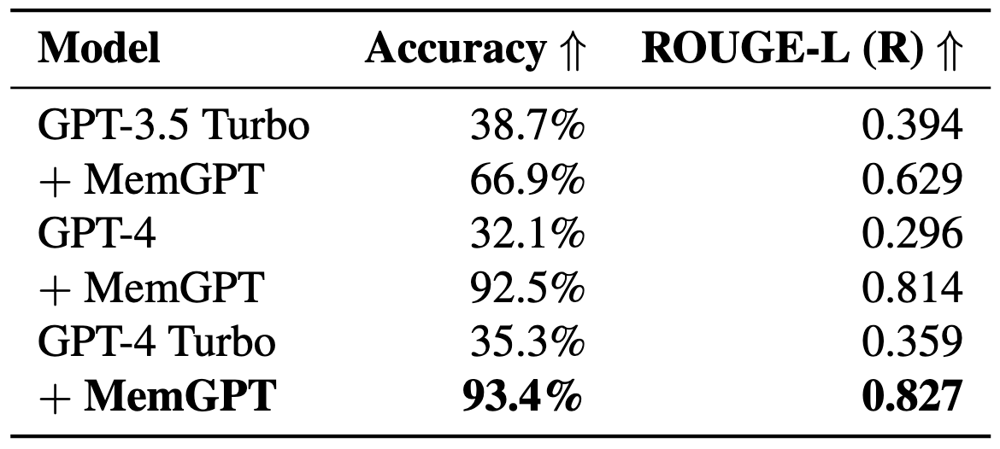 Model Accuracy ⇑ ROUGE-L (R) ⇑
GPT-3.5 Turbo 38.7% 0.394
+ MemGPT 66.9% 0.629
GPT-4 32.1% 0.296
+ MemGPT 92.5% 0.814
GPT-4 Turbo 35.3% 0.359
+ MemGPT 93.4% 0.827